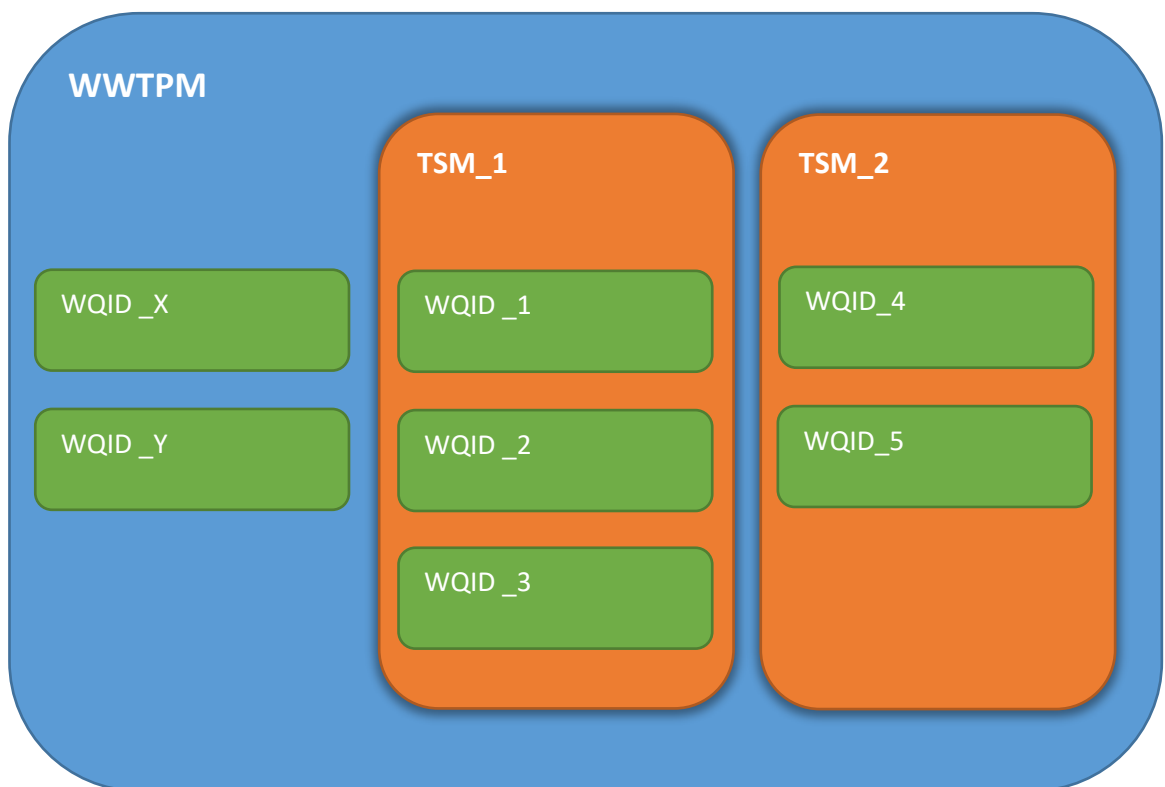 WWTPM
TSM_1
TSM_2
WQID _X
WQID _1
WQID_4
WQID _Y
WQID _2
WQID_5
WQID _3